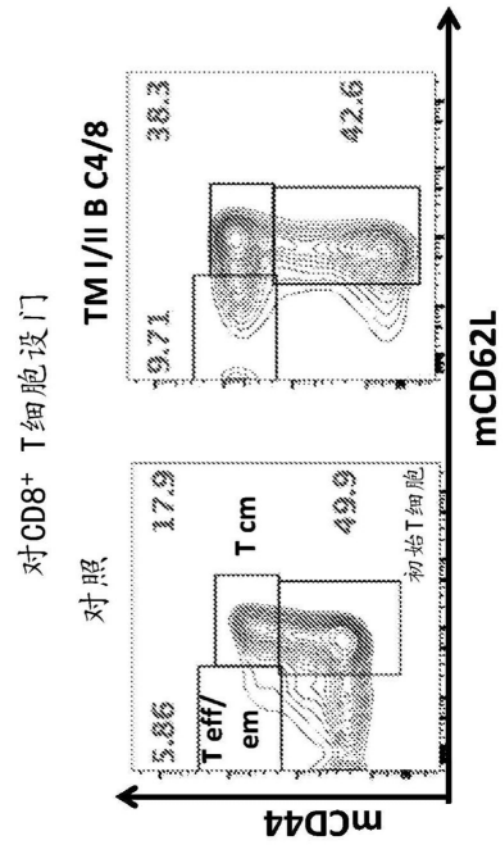 对CD8⁺ T细胞设门
对照
TM I/II B C4/8
5.86
17.9
T eff/
em
T cm
49.9
初始T细胞
9.71
38.3
42.6
mCD44
mCD62L